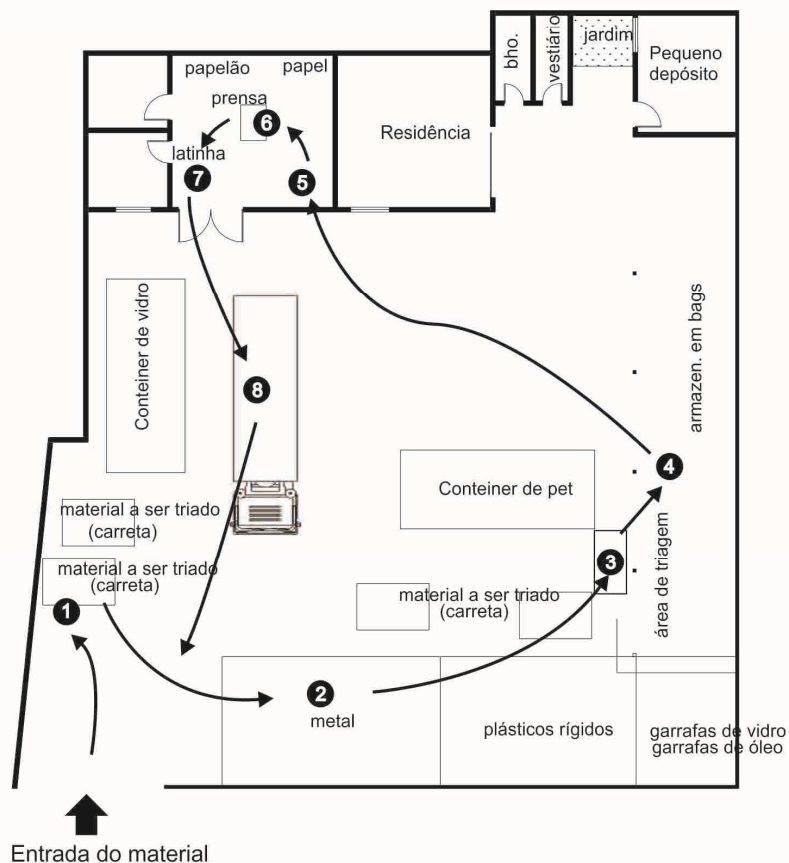 bho.
vestiário
jardim
Pequeno
depósito
papelão
papel
prensa
6
Residência
latinha
7
5
Conteiner de vidro
armazen. em bags
8
4
Conteiner de pet
material a ser triado
(carreta)
material a ser triado
(carreta)
3
área de triagem
material a ser triado
(carreta)
1
2
metal
plásticos rígidos
garrafas de vidro
garrafas de óleo
Entrada do material